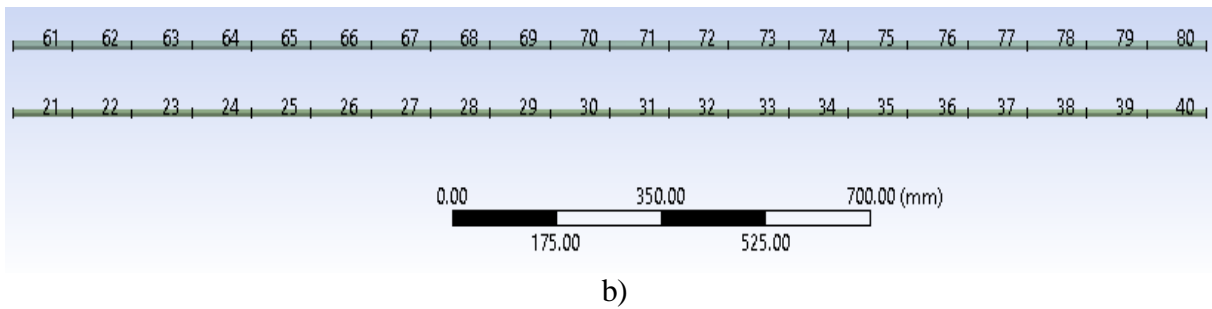 61 62 63 64 65 66 67 68 69 70 71 72 73 74 75 76 77 78 79 80
21 22 23 24 25 26 27 28 29 30 31 32 33 34 35 36 37 38 39 40
0.00 350.00 700.00 (mm)
175.00 525.00
b)